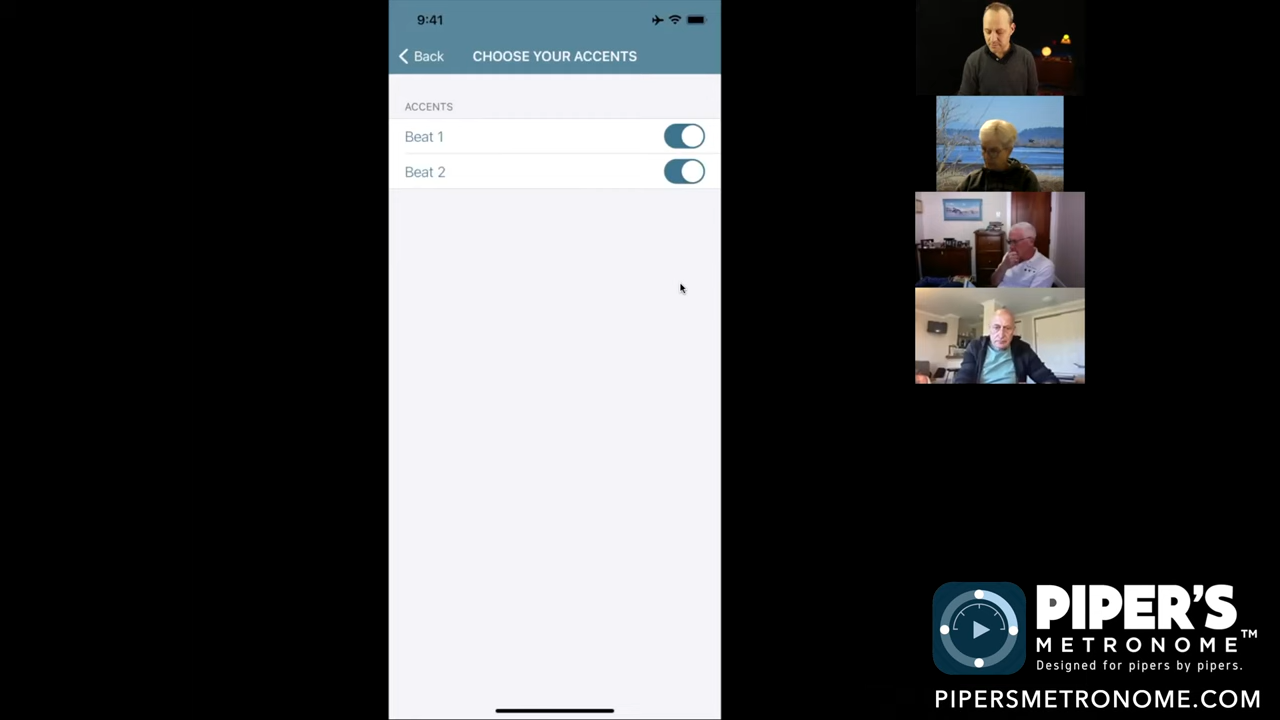 9:41
Back
CHOOSE YOUR ACCENTS
ACCENTS
Beat 1
Beat 2
PIPER'S
METRONOME™
Designed for pipers by pipers.
PIPERSMETRONOME.COM